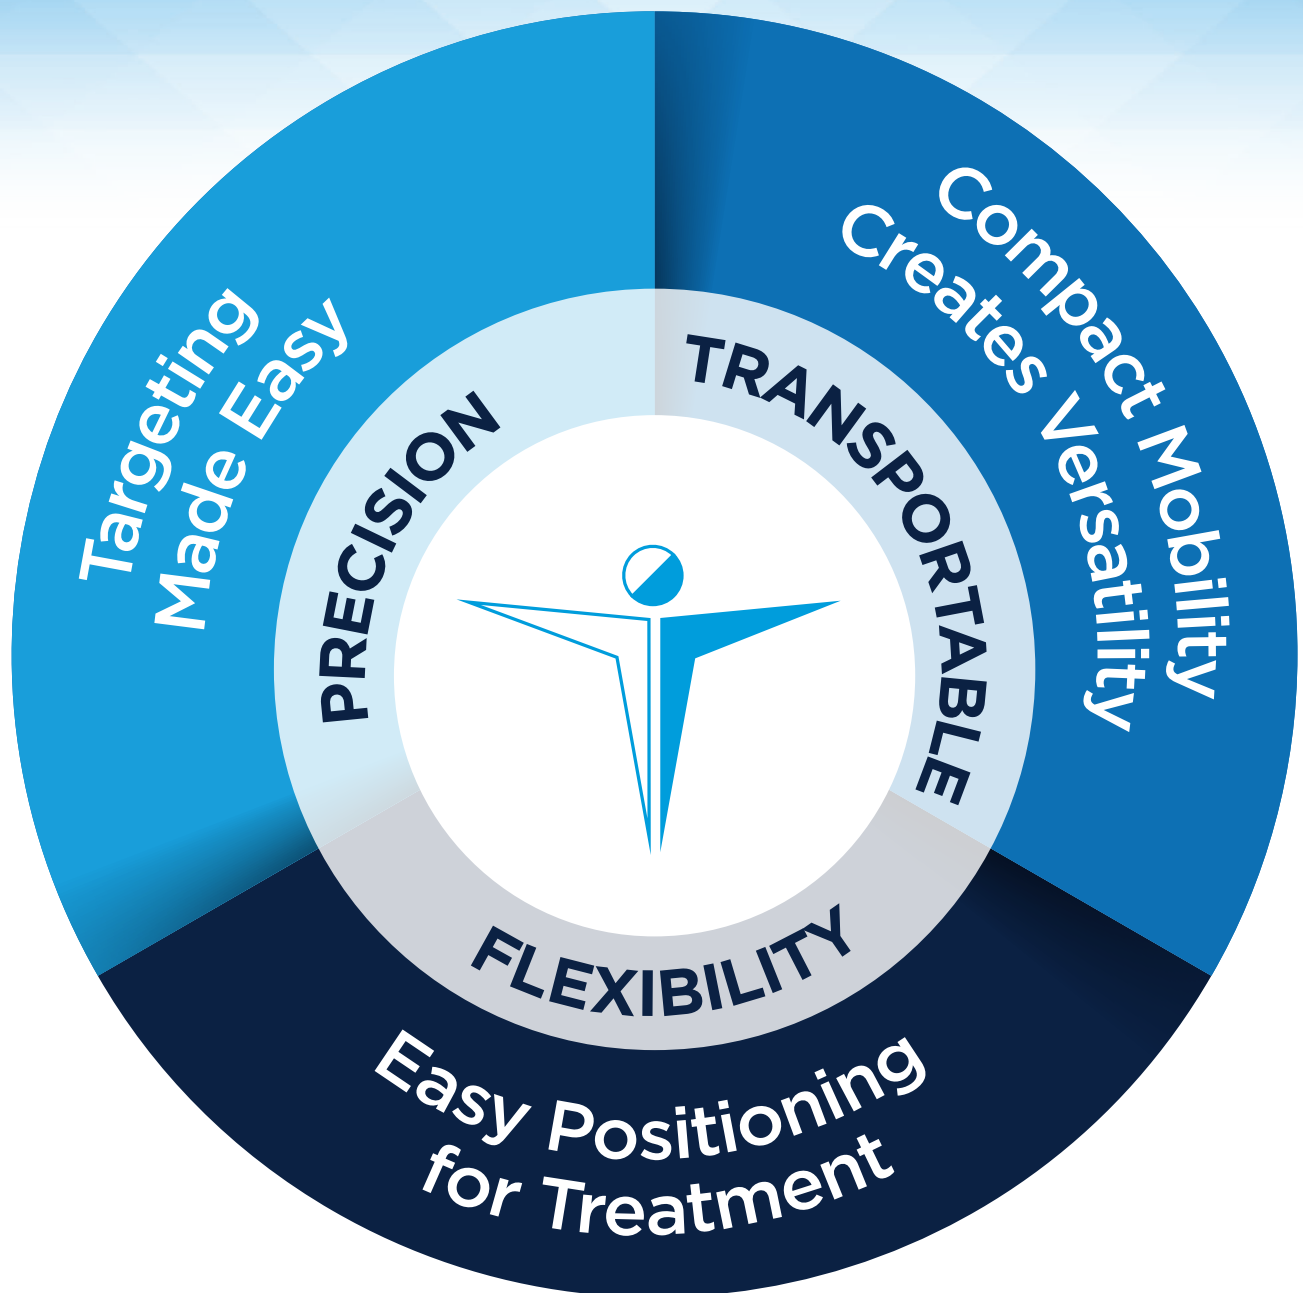 Targeting
Made Easy
PRECISION
Compact Mobility
Creates Versatility
TRANSPORTABLE
FLEXIBILITY
Easy Positioning
for Treatment